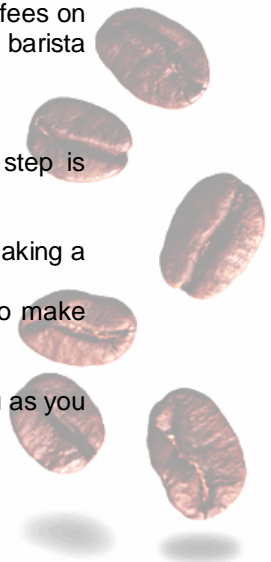 fees on
barista
step is
aking a
o make
as you